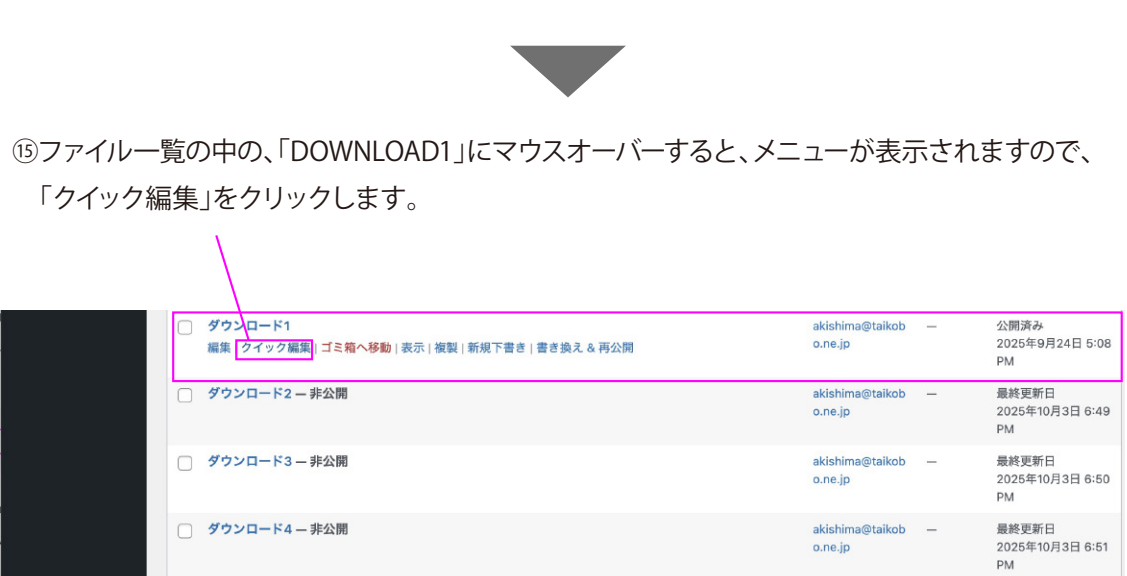 ⑮ファイル一覧の中の、「DOWNLOAD1」にマウスオーバーすると、メニューが表示されますので、
「クイック編集」をクリックします。
ダウンロード1
編集 | クイック編集 | ゴミ箱へ移動 | 表示 | 複製 | 新規下書き | 書き換え & 再公開
akishima@taikob
o.ne.jp
—
公開済み
2025年9月24日 5:08
PM
ダウンロード2 — 非公開
akishima@taikob
o.ne.jp
—
最終更新日
2025年10月3日 6:49
PM
ダウンロード3 — 非公開
akishima@taikob
o.ne.jp
—
最終更新日
2025年10月3日 6:50
PM
ダウンロード4 — 非公開
akishima@taikob
o.ne.jp
—
最終更新日
2025年10月3日 6:51
PM